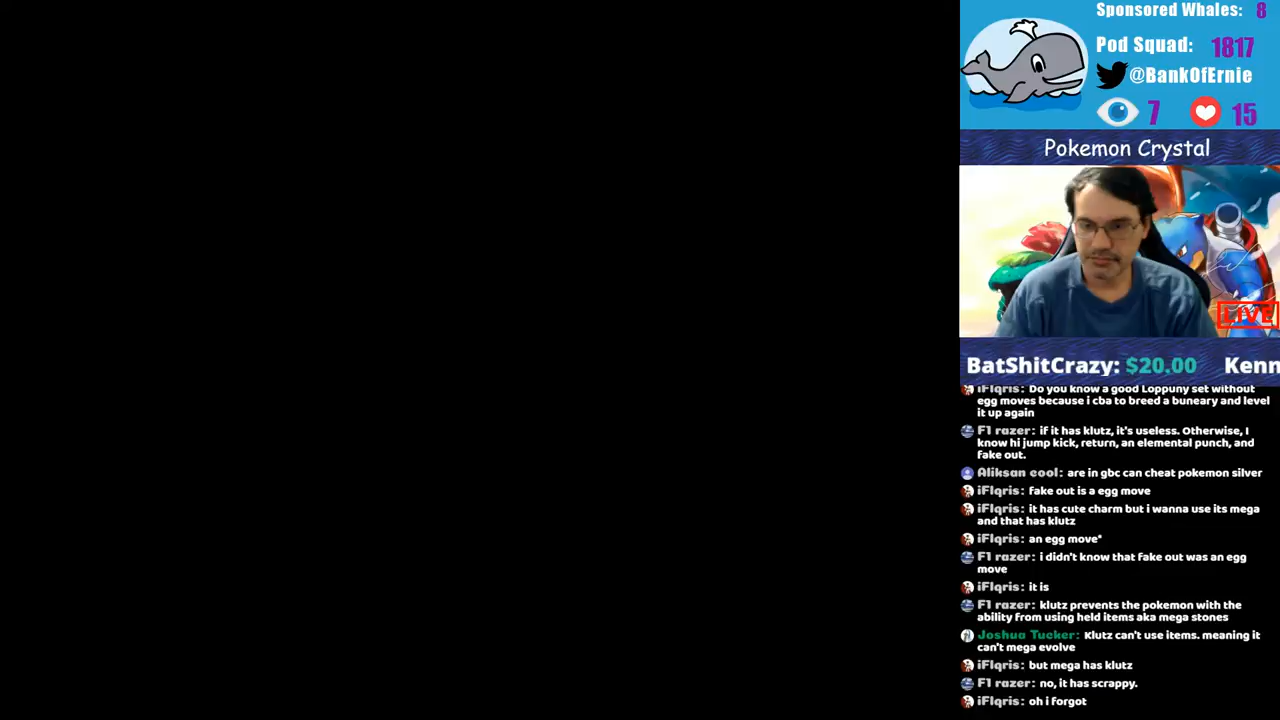 Sponsored Whales: 8
Pod Squad: 1817
@BankOfErnie
7 15
Pokemon Crystal
LIVE
BatShitCrazy: $20.00 Kenn
iFlqris: Do you know a good Loppuny set without
egg moves because i cba to breed a buneary and level
it up again
F1 razer: if it has klutz, it's useless. Otherwise, I
know hi jump kick, return, an elemental punch, and
fake out.
Aliksan cool: are in gbc can cheat pokemon silver
iFlqris: fake out is a egg move
iFlqris: it has cute charm but i wanna use its mega
and that has klutz
iFlqris: an egg move*
F1 razer: i didn't know that fake out was an egg
move
iFlqris: it is
F1 razer: klutz prevents the pokemon with the
ability from using held items aka mega stones
Joshua Tucker: Klutz can't use items. meaning it
can't mega evolve
iFlqris: but mega has klutz
F1 razer: no, it has scrappy.
iFlqris: oh i forgot